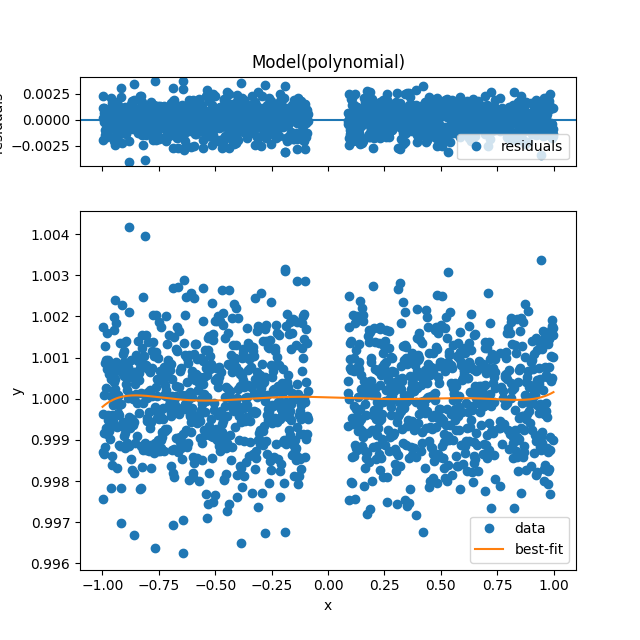 Model(polynomial)
0.0025
0.0000
−0.0025
residuals
residuals
1.004
1.003
1.002
1.001
1.000
0.999
0.998
0.997
0.996
y
data
best-fit
−1.00 −0.75 −0.50 −0.25 0.00 0.25 0.50 0.75 1.00
x